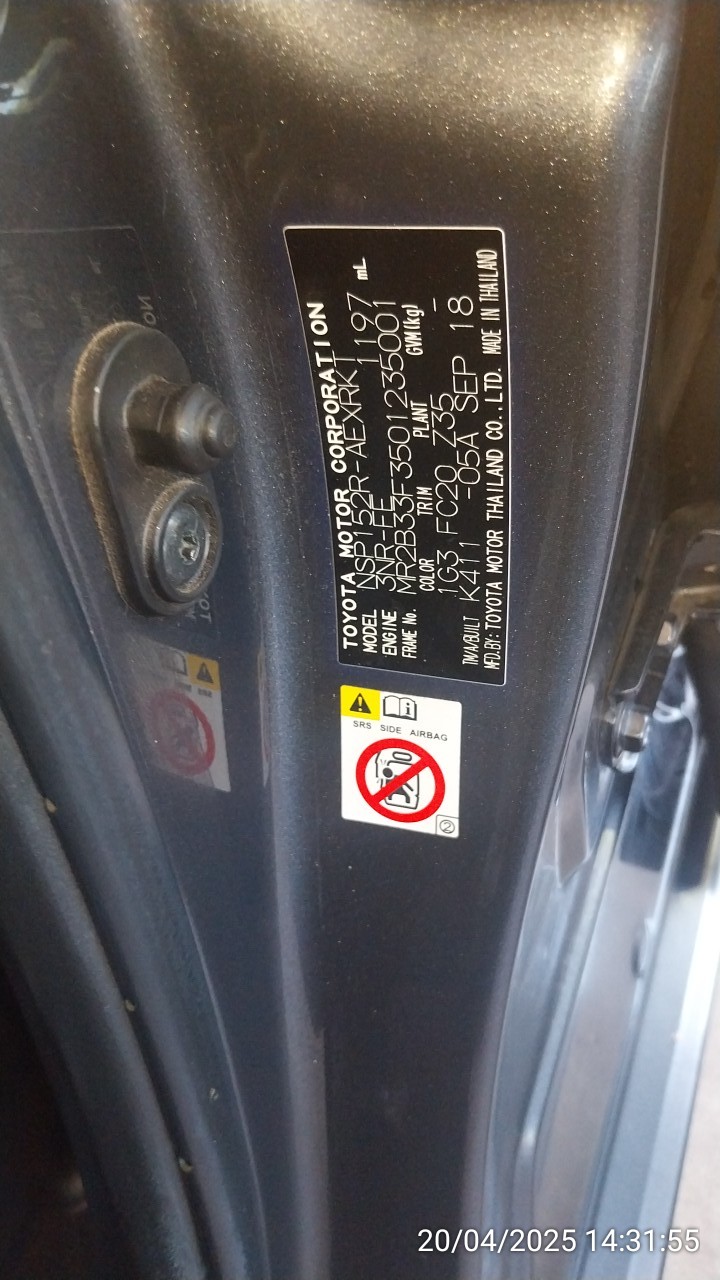 TOYOTA MOTOR CORPORATION
MODEL NSP152R-AEXRKT 1197 mL
ENGINE 3NR-EE
FRAME No. MR2B33F3501235001
COLOR TRIM PLANT GVM(kg)
1G3 FC20 Z35 -
TM/A/BUILT K411 -05A SEP 18
MFD.BY: TOYOTA MOTOR THAILAND CO.,LTD. MADE IN THAILAND
SRS SIDE AIRBAG
②
20/04/2025 14:31:55